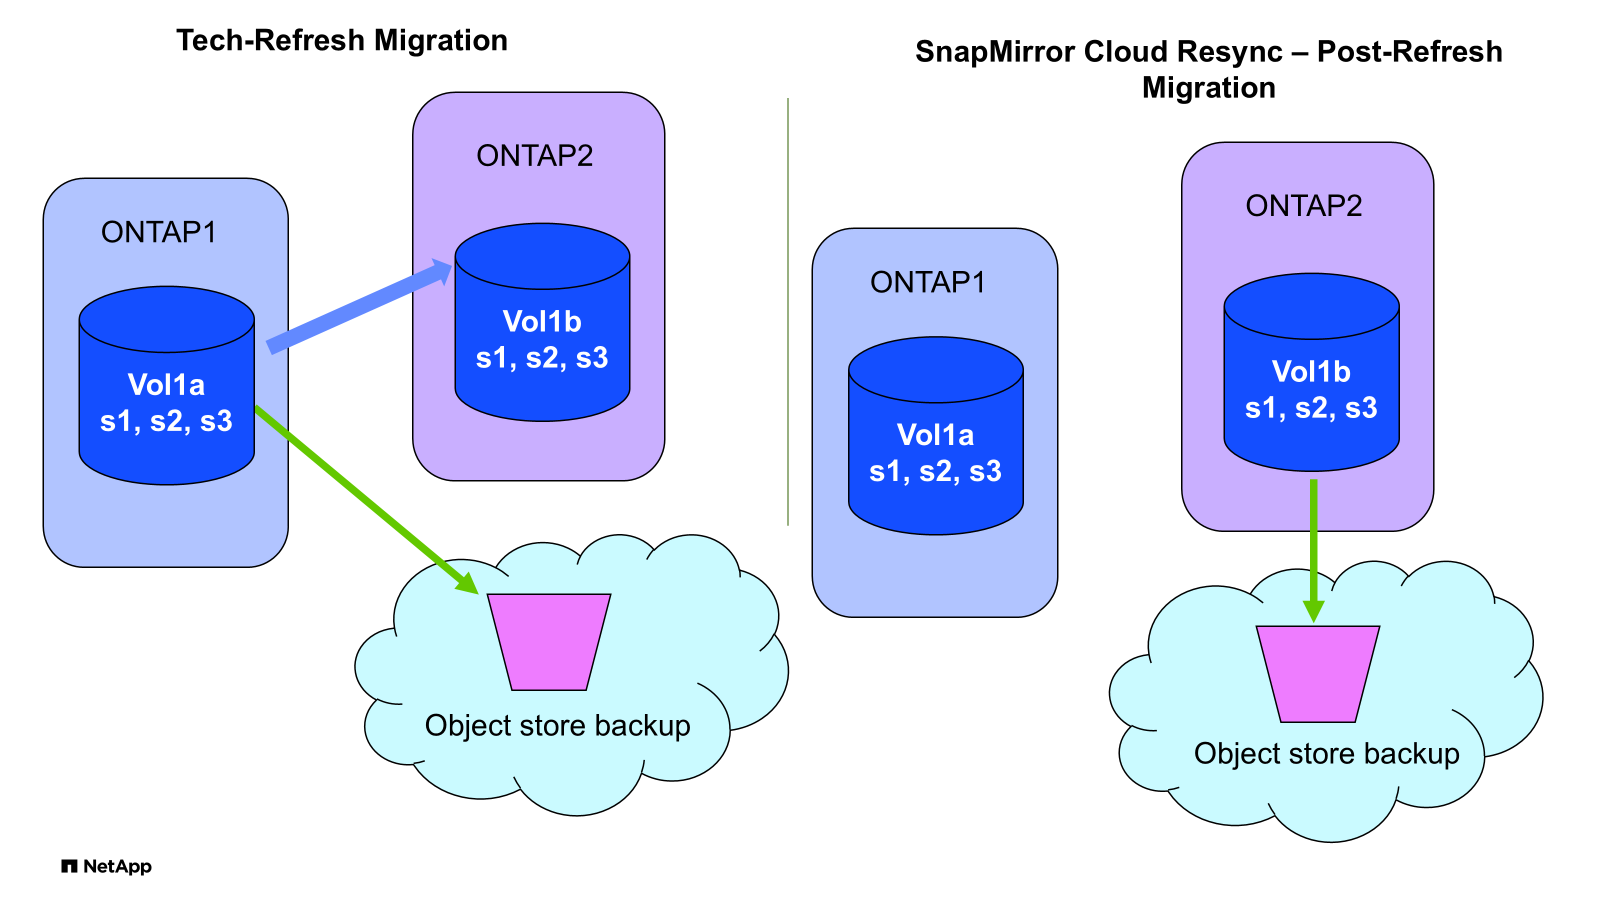 Tech-Refresh Migration
ONTAP1
Vol1a
s1, s2, s3
ONTAP2
Vol1b
s1, s2, s3
Object store backup
SnapMirror Cloud Resync – Post-Refresh
Migration
ONTAP1
Vol1a
s1, s2, s3
ONTAP2
Vol1b
s1, s2, s3
Object store backup
NetApp